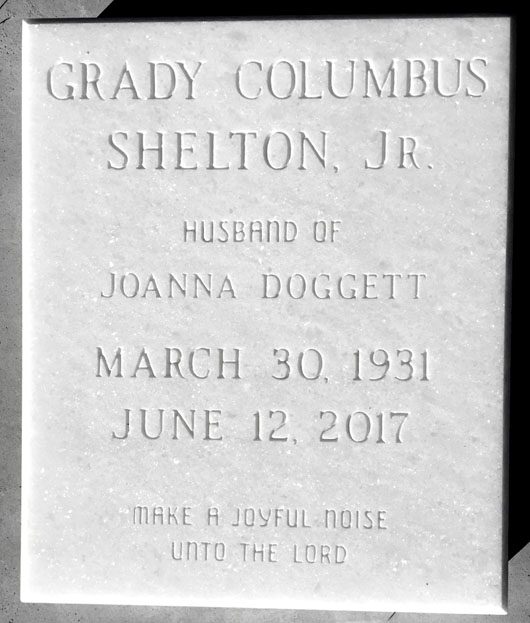 GRADY COLUMBUS
SHELTON, JR.
HUSBAND OF
JOANNA DOGGETT
MARCH 30, 1931
JUNE 12, 2017
MAKE A JOYFUL NOISE
UNTO THE LORD